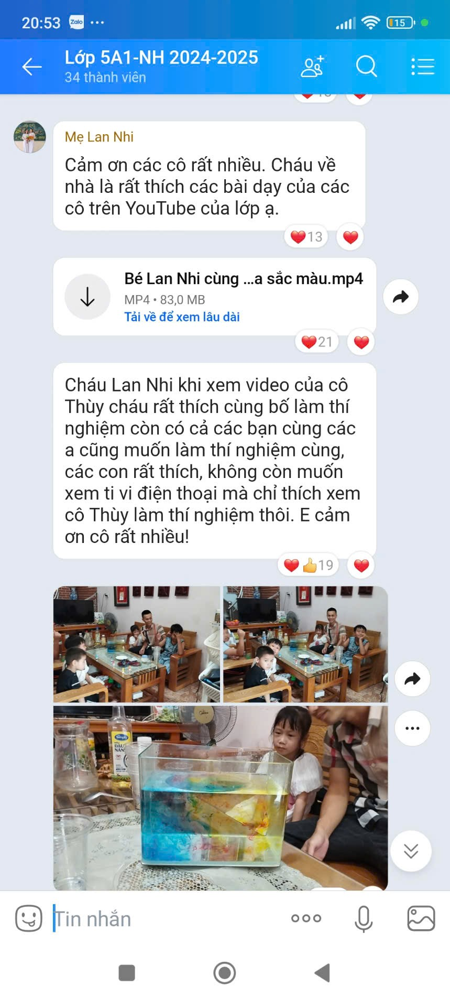 20:53 Zalo
15
Lớp 5A1-NH 2024-2025
34 thành viên
Mẹ Lan Nhi
Cảm ơn các cô rất nhiều. Cháu về
nhà là rất thích các bài dạy của các
cô trên YouTube của lớp ạ.
13
Bé Lan Nhi cùng ...a sắc màu.mp4
MP4 • 83,0 MB
Tải về để xem lâu dài
21
Cháu Lan Nhi khi xem video của cô
Thùy cháu rất thích cùng bố làm thí
nghiệm còn có cả các bạn cùng các
a cũng muốn làm thí nghiệm cùng,
các con rất thích, không còn muốn
xem ti vi điện thoại mà chỉ thích xem
cô Thùy làm thí nghiệm thôi. E cảm
ơn cô rất nhiều!
19
Simply
DẦU
NÀNH
Tin nhắn